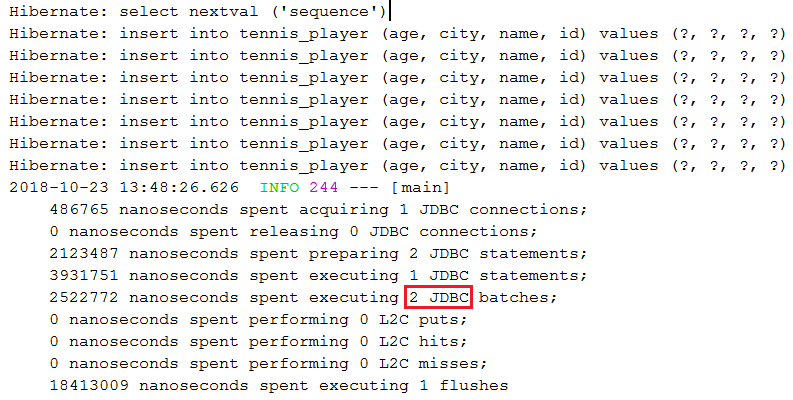 Hibernate: select nextval ('sequence')
Hibernate: insert into tennis_player (age, city, name, id) values (?, ?, ?, ?)
Hibernate: insert into tennis_player (age, city, name, id) values (?, ?, ?, ?)
Hibernate: insert into tennis_player (age, city, name, id) values (?, ?, ?, ?)
Hibernate: insert into tennis_player (age, city, name, id) values (?, ?, ?, ?)
Hibernate: insert into tennis_player (age, city, name, id) values (?, ?, ?, ?)
Hibernate: insert into tennis_player (age, city, name, id) values (?, ?, ?, ?)
Hibernate: insert into tennis_player (age, city, name, id) values (?, ?, ?, ?)
2018-10-23 13:48:26.626  INFO 244 --- [main]
    486765 nanoseconds spent acquiring 1 JDBC connections;
    0 nanoseconds spent releasing 0 JDBC connections;
    2123487 nanoseconds spent preparing 2 JDBC statements;
    3931751 nanoseconds spent executing 1 JDBC statements;
    2522772 nanoseconds spent executing 2 JDBC batches;
    0 nanoseconds spent performing 0 L2C puts;
    0 nanoseconds spent performing 0 L2C hits;
    0 nanoseconds spent performing 0 L2C misses;
    18413009 nanoseconds spent executing 1 flushes